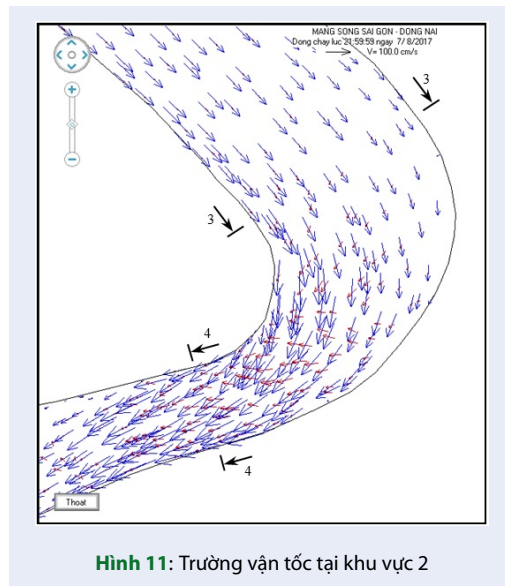 MANG SONG SAI GON - DONG NAI
Dong chay luc 21:59:59 ngay 7/ 8/2017
V= 100.0 cm/s
3
3
4
4
Thoat
Hình 11: Trường vận tốc tại khu vực 2